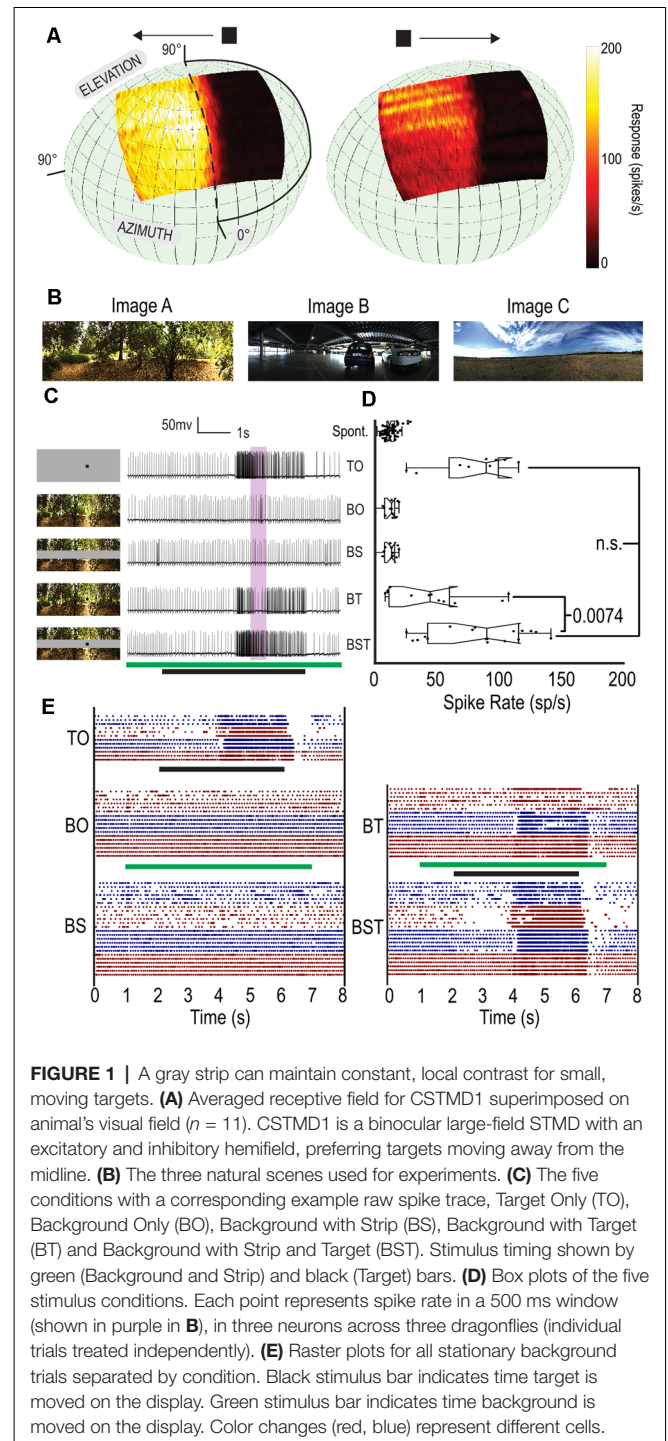 A
90°
ELEVATION
90°
AZIMUTH
0°
200
100
0
Response (spikes/s)
B
Image A
Image B
Image C
C
50mv
1s
D
Spont.
TO
BO
BS
BT
BST
n.s.
0.0074
0
50
100
150
200
Spike Rate (sp/s)
E
TO
BO
BS
0 1 2 3 4 5 6 7 8
Time (s)
BT
BST
0 1 2 3 4 5 6 7 8
Time (s)
FIGURE 1 | A gray strip can maintain constant, local contrast for small,
moving targets. (A) Averaged receptive field for CSTMD1 superimposed on
animal's visual field (n = 11). CSTMD1 is a binocular large-field STMD with an
excitatory and inhibitory hemifield, preferring targets moving away from the
midline. (B) The three natural scenes used for experiments. (C) The five
conditions with a corresponding example raw spike trace, Target Only (TO),
Background Only (BO), Background with Strip (BS), Background with Target
(BT) and Background with Strip and Target (BST). Stimulus timing shown by
green (Background and Strip) and black (Target) bars. (D) Box plots of the five
stimulus conditions. Each point represents spike rate in a 500 ms window
(shown in purple in B), in three neurons across three dragonflies (individual
trials treated independently). (E) Raster plots for all stationary background
trials separated by condition. Black stimulus bar indicates time target is
moved on the display. Green stimulus bar indicates time background is
moved on the display. Color changes (red, blue) represent different cells.